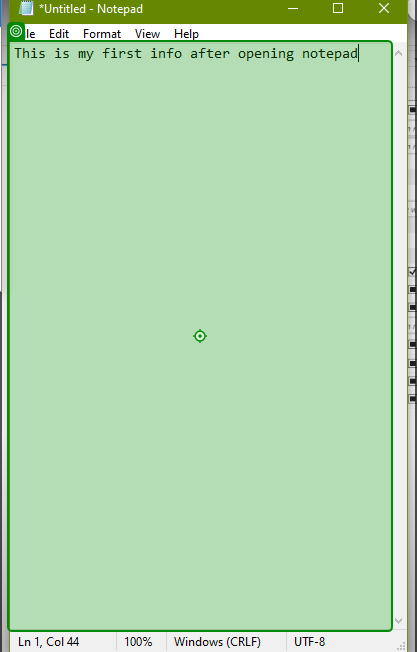 *Untitled - Notepad
le Edit Format View Help
This is my first info after opening notepad
Ln 1, Col 44 100% Windows (CRLF) UTF-8